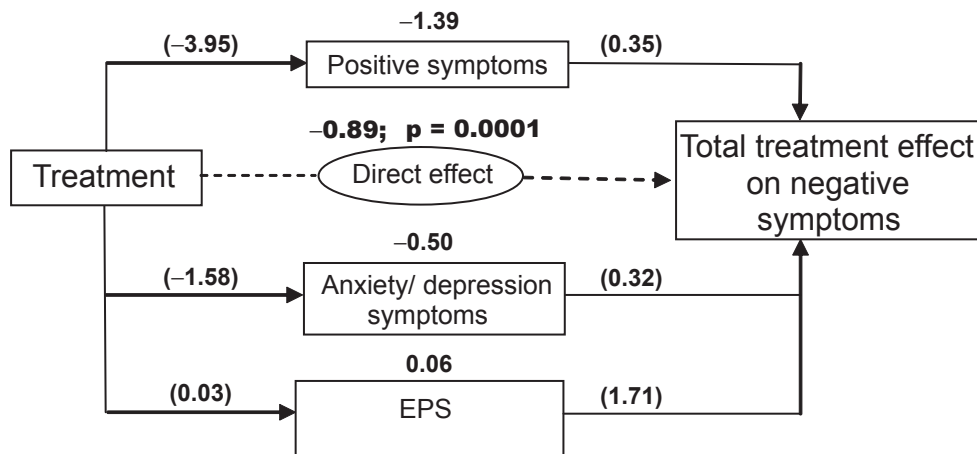 −1.39
(−3.95)
Positive symptoms
(0.35)
−0.89; p = 0.0001
Treatment
Direct effect
Total treatment effect
on negative
symptoms
−0.50
(−1.58)
Anxiety/ depression
symptoms
(0.32)
0.06
(0.03)
EPS
(1.71)